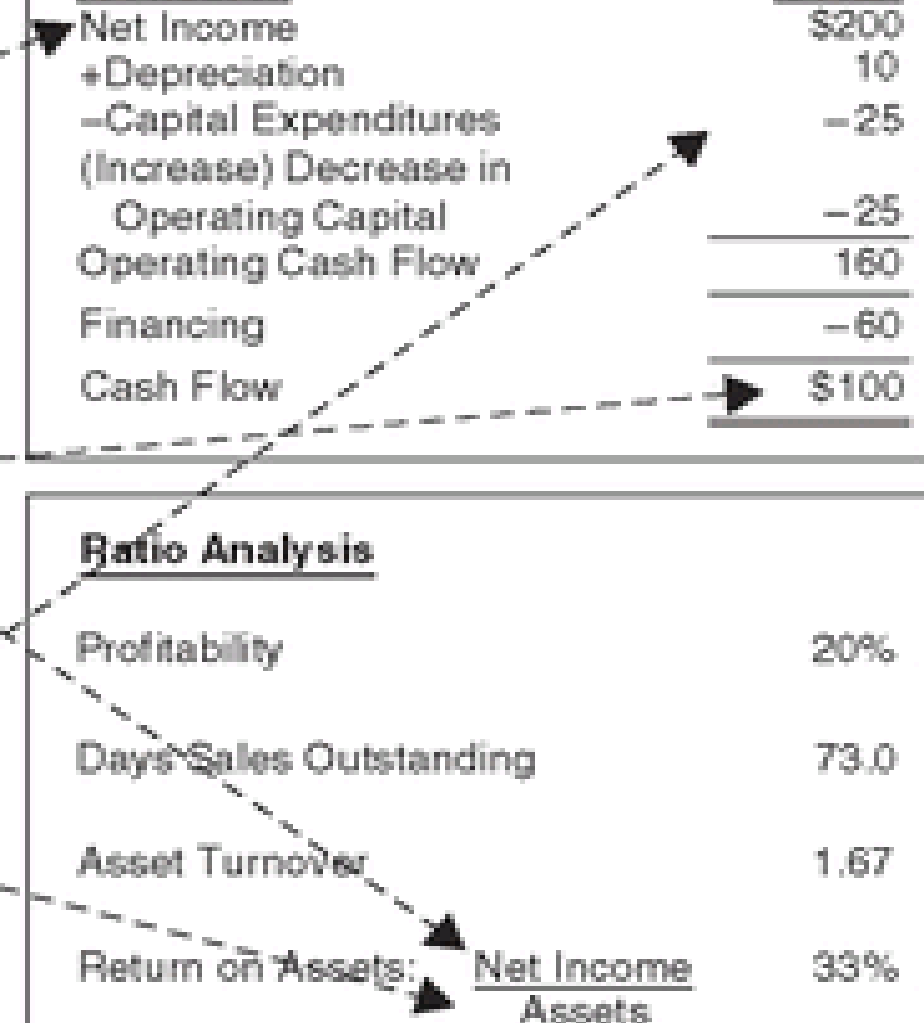 Net Income $200
+Depreciation 10
–Capital Expenditures –25
(Increase) Decrease in
Operating Capital –25
Operating Cash Flow 160
Financing –60
Cash Flow $100
Ratio Analysis
Profitability 20%
Days Sales Outstanding 73.0
Asset Turnover 1.67
Return on Assets: Net Income 33%
Assets